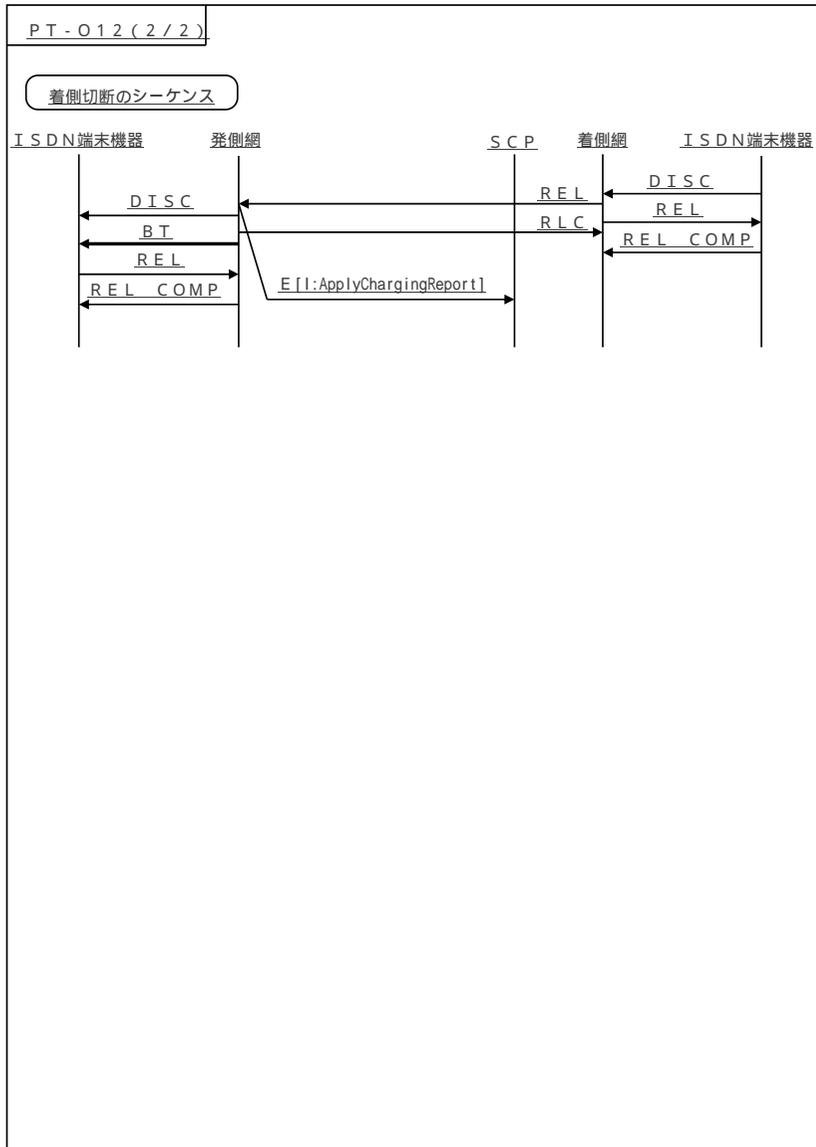 ＰＴ-Ｏ１２(２/２)
着側切断のシーケンス
ＩＳＤＮ端末機器 発側網 ＳＣＰ 着側網 ＩＳＤＮ端末機器
ＤＩＳＣ
ＲＥＬ
ＤＩＳＣ
ＲＥＬ
ＲＬＣ
ＢＴ
ＲＥＬ　ＣＯＭＰ
ＲＥＬ
Ｅ[I:ApplyChargingReport]
ＲＥＬ　ＣＯＭＰ